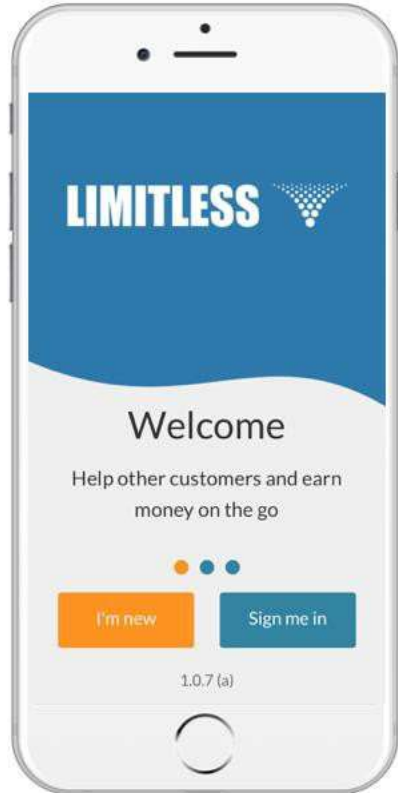 LIMITLESS
Welcome
Help other customers and earn
money on the go
I'm new
Sign me in
1.0.7 (a)